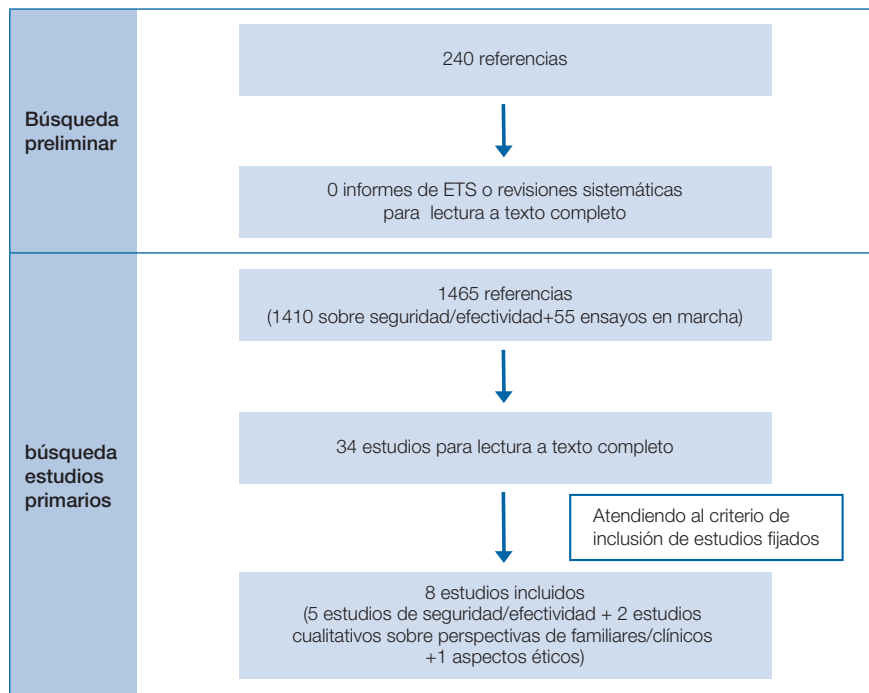 Búsqueda
preliminar
240 referencias
0 informes de ETS o revisiones sistemáticas
para lectura a texto completo
búsqueda
estudios
primarios
1465 referencias
(1410 sobre seguridad/efectividad+55 ensayos en marcha)
34 estudios para lectura a texto completo
Atendiendo al criterio de
inclusión de estudios fijados
8 estudios incluidos
(5 estudios de seguridad/efectividad + 2 estudios
cualitativos sobre perspectivas de familiares/clínicos
+1 aspectos éticos)